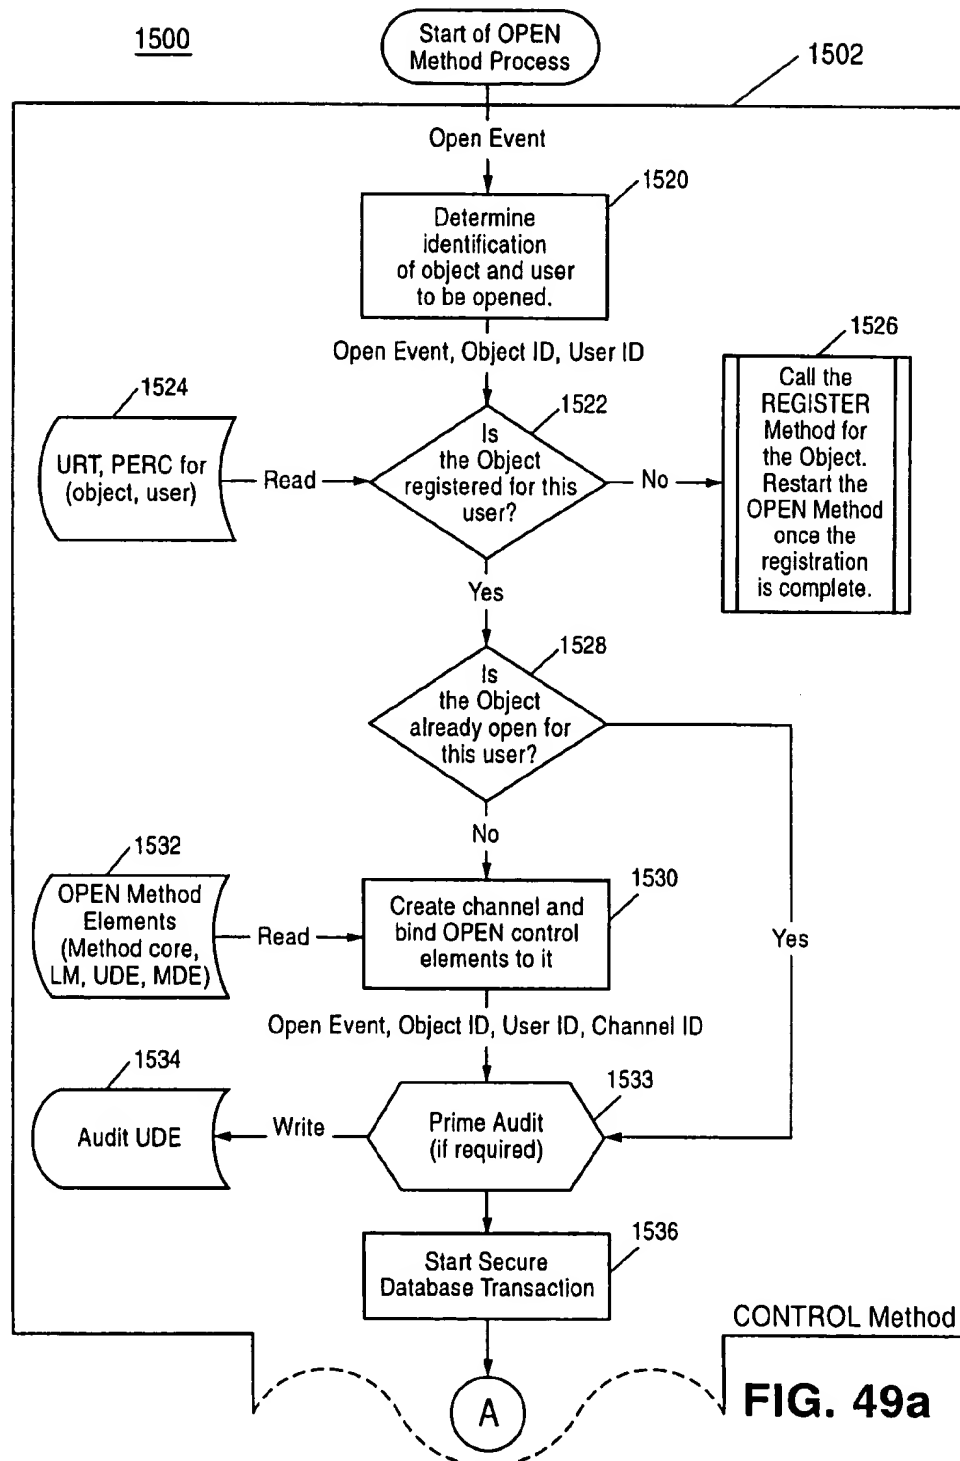 1500
Start of OPEN
Method Process
1502
Open Event
1520
Determine
identification
of object and user
to be opened.
Open Event, Object ID, User ID
1526
Call the
REGISTER
Method for
the Object.
Restart the
OPEN Method
once the
registration
is complete.
1524
URT, PERC for
(object, user)
Read
1522
Is
the Object
registered for this
user?
No
Yes
1528
Is
the Object
already open for
this user?
No
Yes
1532
OPEN Method
Elements
(Method core,
LM, UDE, MDE)
Read
1530
Create channel and
bind OPEN control
elements to it
Open Event, Object ID, User ID, Channel ID
1534
Audit UDE
Write
1533
Prime Audit
(if required)
1536
Start Secure
Database Transaction
CONTROL Method
A
FIG. 49a